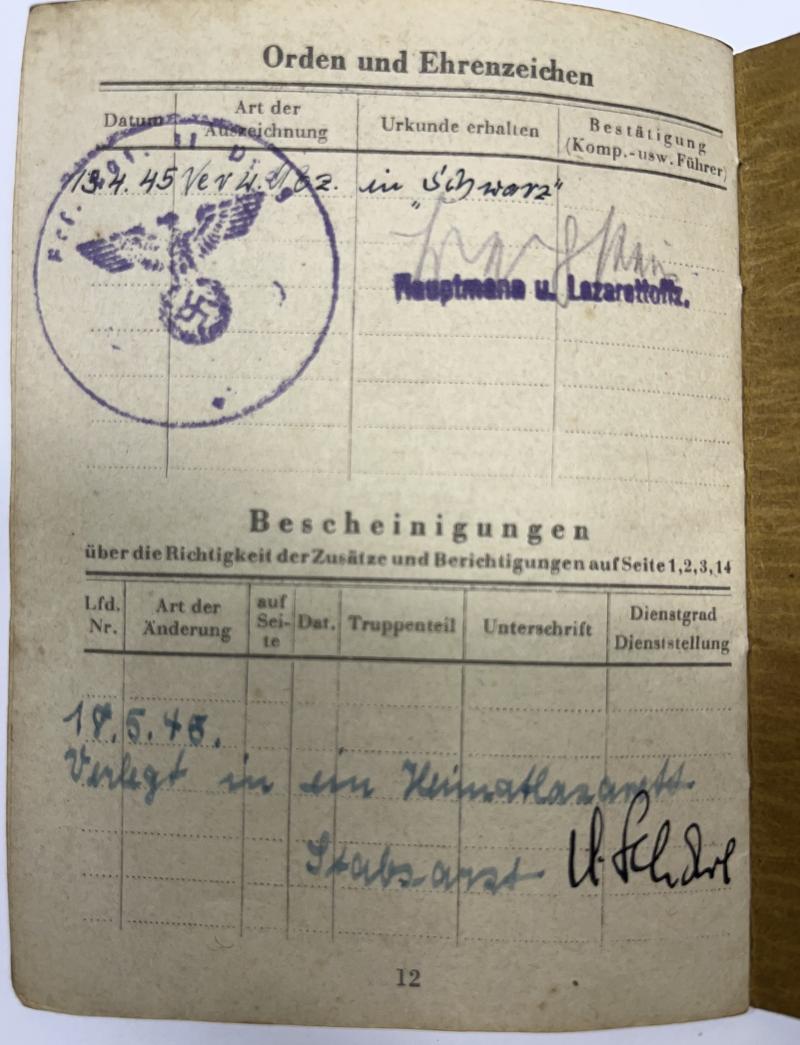 Orden und Ehrenzeichen
Datum
Art der
Auszeichnung
Urkunde erhalten
Bestätigung
(Komp.-usw. Führer)
13.4.45 Verw. Abz. in "Schwarz"
Hauptmann u. Lazarettoffz.
Bescheinigungen
über die Richtigkeit der Zusätze und Berichtigungen auf Seite 1, 2, 3, 14
Lfd.
Nr.
Art der
Änderung
auf
Sei-
te
Dat.
Truppenteil
Unterschrift
Dienstgrad
Dienststellung
18.5.45.
Verlegt in ein Heimatlazarett.
Stabsarzt
12